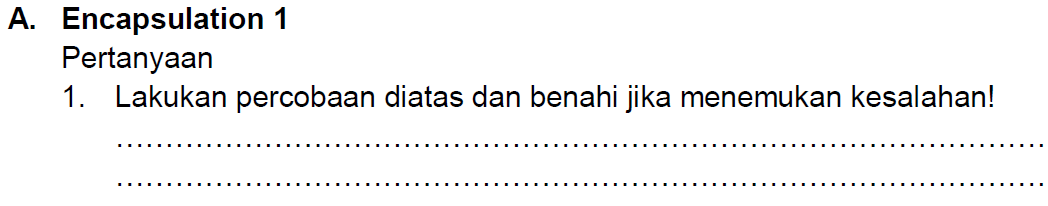 A. Encapsulation 1
Pertanyaan
1. Lakukan percobaan diatas dan benahi jika menemukan kesalahan!
................................................................................................
................................................................................................